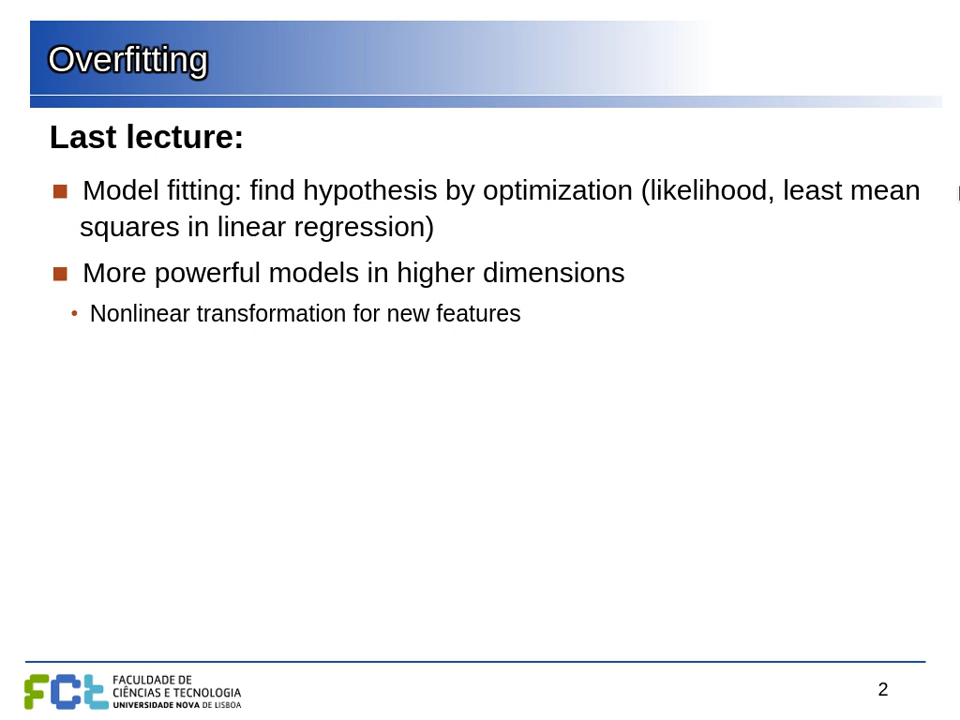 Overfitting
Last lecture:
■ Model fitting: find hypothesis by optimization (likelihood, least mean
squares in linear regression)
■ More powerful models in higher dimensions
• Nonlinear transformation for new features
FCt
FACULDADE DE
CIÊNCIAS E TECNOLOGIA
UNIVERSIDADE NOVA DE LISBOA
2